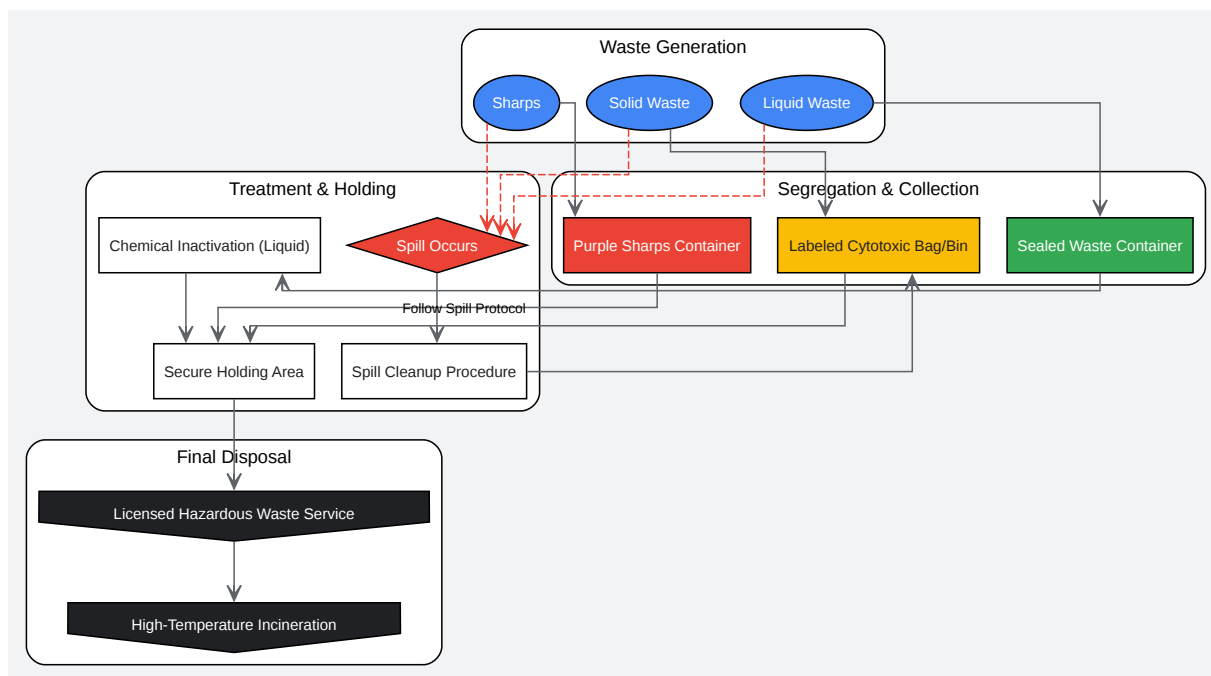 Waste Generation
Sharps
Solid Waste
Liquid Waste
Treatment & Holding
Segregation & Collection
Chemical Inactivation (Liquid)
Spill Occurs
Purple Sharps Container
Labeled Cytotoxic Bag/Bin
Sealed Waste Container
Follow Spill Protocol
Secure Holding Area
Spill Cleanup Procedure
Final Disposal
Licensed Hazardous Waste Service
High-Temperature Incineration